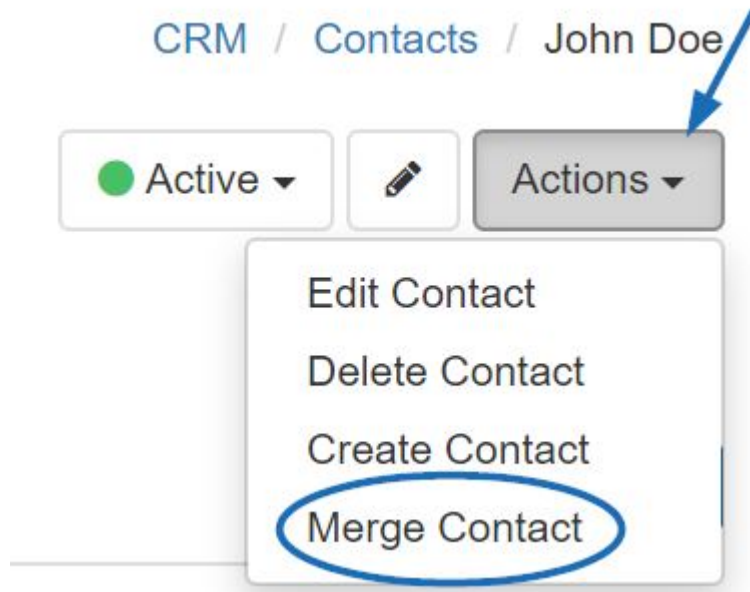 CRM / Contacts / John Doe
Active Actions
Edit Contact
Delete Contact
Create Contact
Merge Contact